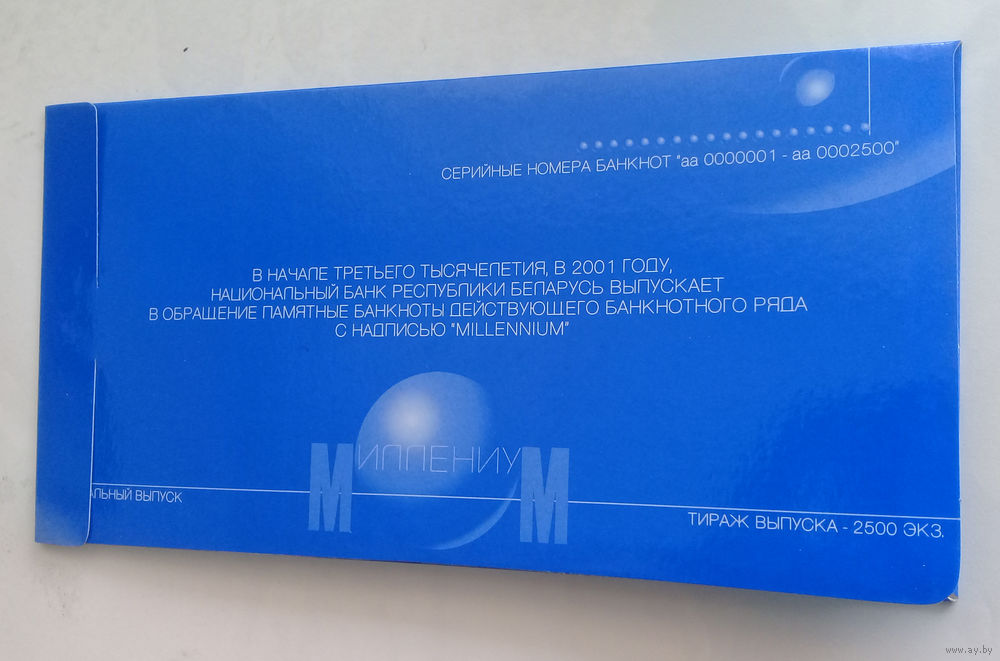 СЕРИЙНЫЕ НОМЕРА БАНКНОТ "аа 0000001 - аа 0002500"
В НАЧАЛЕ ТРЕТЬЕГО ТЫСЯЧЕЛЕТИЯ, В 2001 ГОДУ,
НАЦИОНАЛЬНЫЙ БАНК РЕСПУБЛИКИ БЕЛАРУСЬ ВЫПУСКАЕТ
В ОБРАЩЕНИЕ ПАМЯТНЫЕ БАНКНОТЫ ДЕЙСТВУЮЩЕГО БАНКНОТНОГО РЯДА
С НАДПИСЬЮ "MILLENNIUM"
МИЛЛЕНИУМ
АЛЬНЫЙ ВЫПУСК
ТИРАЖ ВЫПУСКА - 2500 ЭКЗ.
www.ay.by